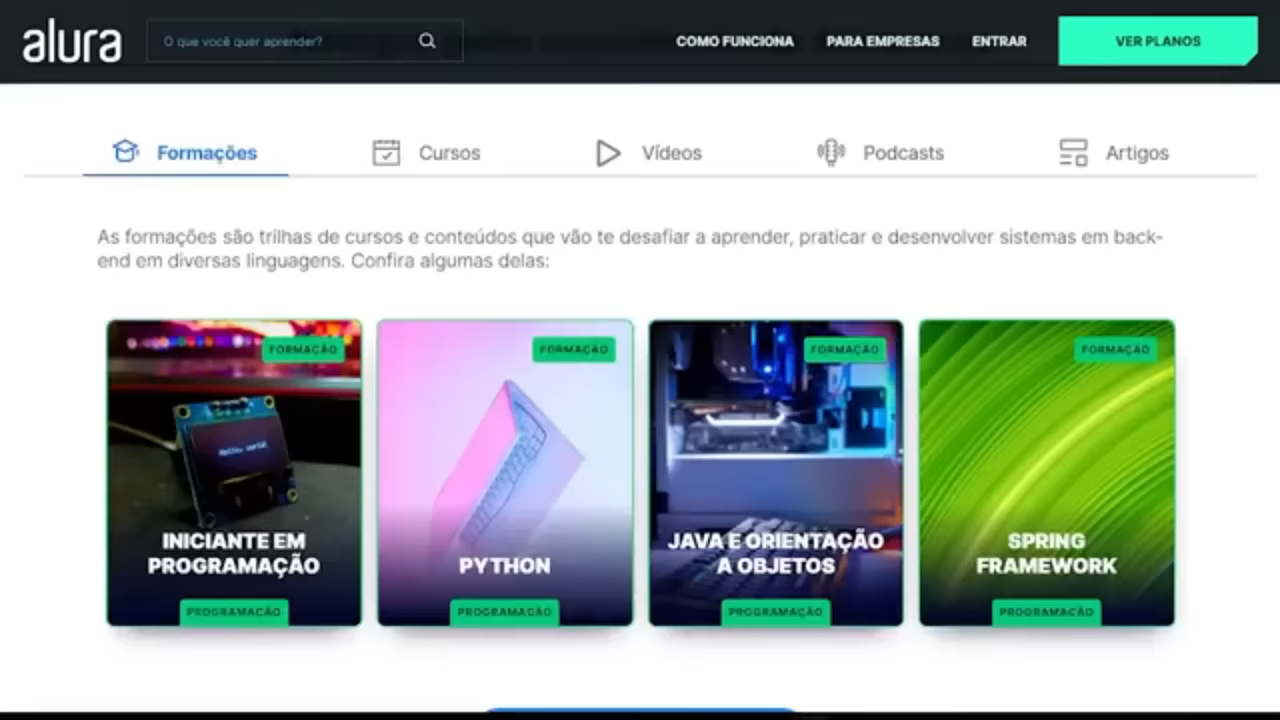 alura
O que você quer aprender?
COMO FUNCIONA
PARA EMPRESAS
ENTRAR
VER PLANOS
Formações
Cursos
Vídeos
Podcasts
Artigos
As formações são trilhas de cursos e conteúdos que vão te desafiar a aprender, praticar e desenvolver sistemas em back-
end em diversas linguagens. Confira algumas delas:
FORMAÇÃO
Hello, world
INICIANTE EM
PROGRAMAÇÃO
PROGRAMAÇÃO
FORMAÇÃO
PYTHON
PROGRAMAÇÃO
FORMAÇÃO
JAVA E ORIENTAÇÃO
A OBJETOS
PROGRAMAÇÃO
FORMAÇÃO
SPRING
FRAMEWORK
PROGRAMAÇÃO